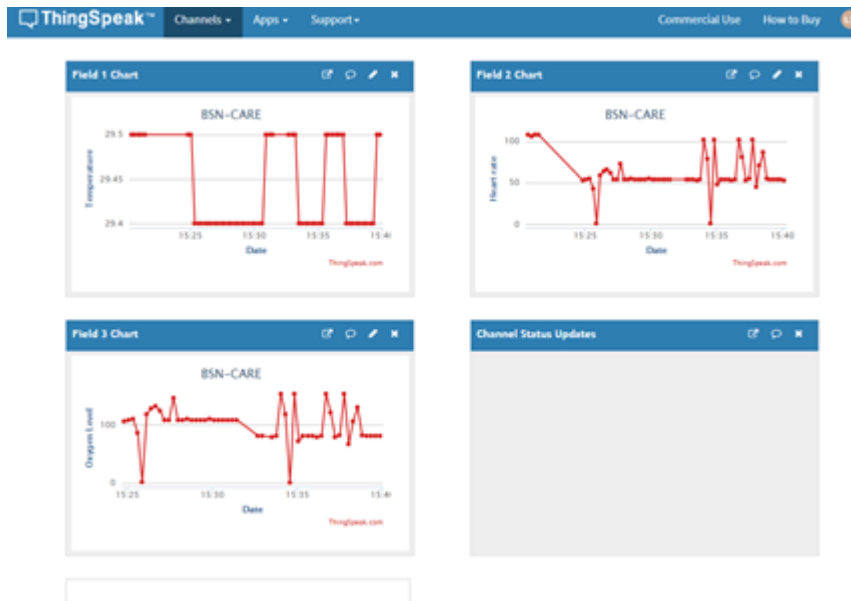 ThingSpeak™ Channels Apps Support Commercial Use How to Buy
Field 1 Chart
BSN-CARE
Temperature
29.5
29.45
29.4
15:25 15:30 15:35 15:4
Date
ThingSpeak.com
Field 2 Chart
BSN-CARE
Heart rate
100
50
0
15:25 15:30 15:35 15:40
Date
ThingSpeak.com
Field 3 Chart
BSN-CARE
Oxygen Level
100
0
15:25 15:30 15:35 15:4
Date
ThingSpeak.com
Channel Status Updates